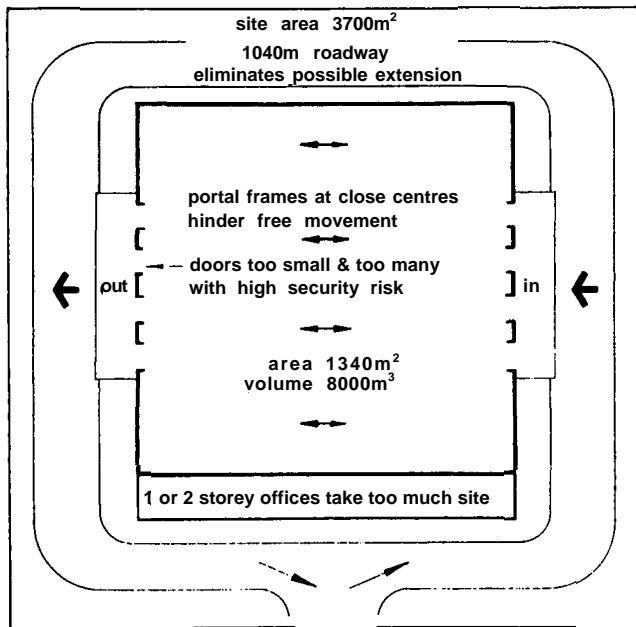 site area 3700m²
1040m roadway
eliminates possible extension
portal frames at close centres
hinder free movement
doors too small & too many
with high security risk
out
in
area 1340m²
volume 8000m³
1 or 2 storey offices take too much site